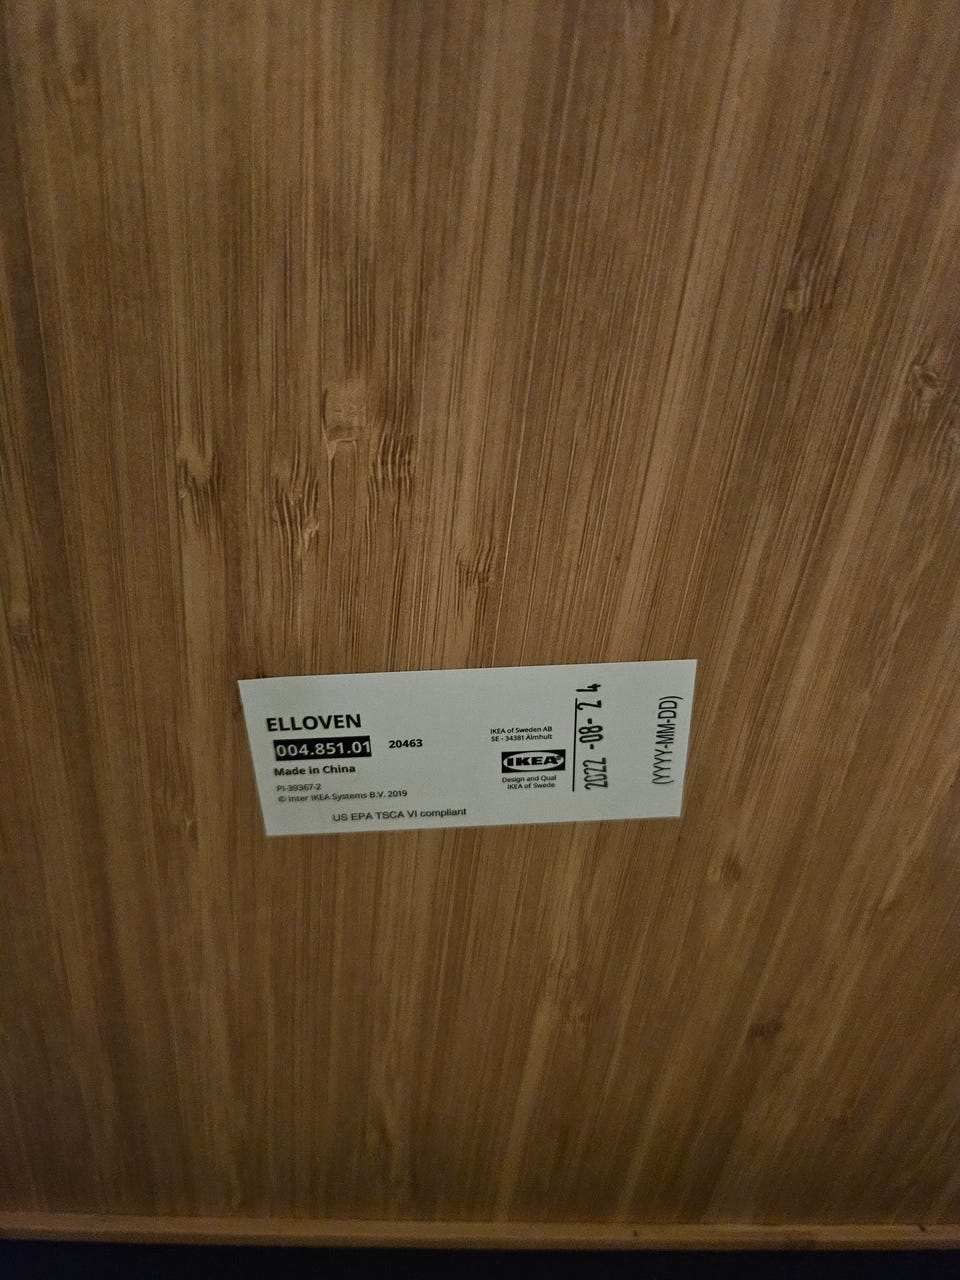 ELLOVEN
004.851.01 20463
Made in China
PI-39367-2
© Inter IKEA Systems B.V. 2019
US EPA TSCA VI compliant
IKEA of Sweden AB
SE - 34381 Älmhult
IKEA
Design and Qual
IKEA of Swede
2022 -08- 24
(YYYY-MM-DD)